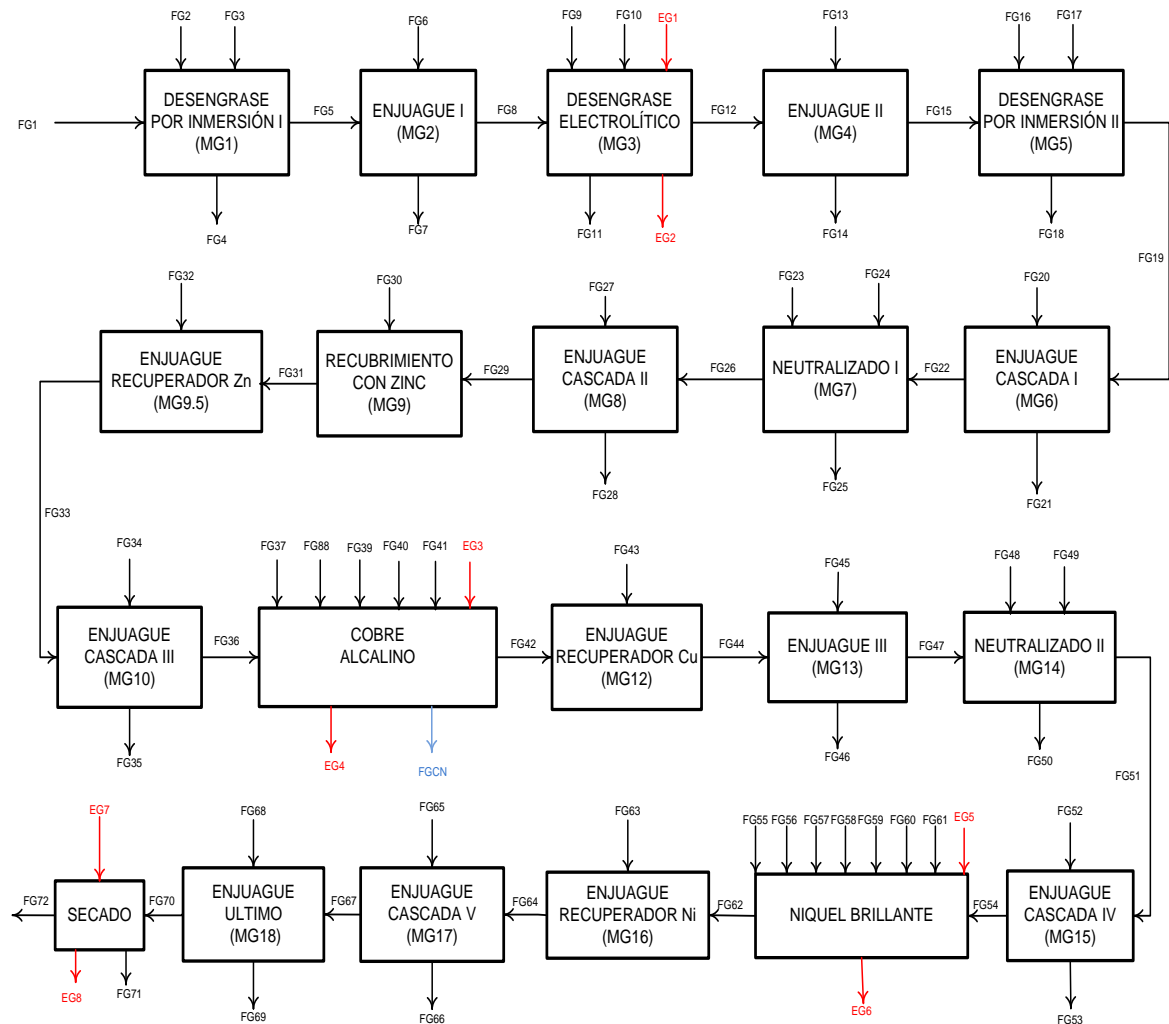 FG2
FG3
FG6
FG9
FG10
EG1
FG13
FG16
FG17
FG1
DESENGRASE
POR INMERSIÓN I
(MG1)
FG5
ENJUAGUE I
(MG2)
FG8
DESENGRASE
ELECTROLÍTICO
(MG3)
FG12
ENJUAGUE II
(MG4)
FG15
DESENGRASE
POR INMERSIÓN II
(MG5)
FG4
FG7
FG11
EG2
FG14
FG18
FG19
FG32
FG30
FG27
FG23
FG24
FG20
ENJUAGUE
RECUPERADOR Zn
(MG9.5)
FG31
RECUBRIMIENTO
CON ZINC
(MG9)
FG29
ENJUAGUE
CASCADA II
(MG8)
FG26
NEUTRALIZADO I
(MG7)
FG22
ENJUAGUE
CASCADA I
(MG6)
FG28
FG25
FG21
FG33
FG34
FG37
FG88
FG39
FG40
FG41
EG3
FG43
FG45
FG48
FG49
ENJUAGUE
CASCADA III
(MG10)
FG36
COBRE
ALCALINO
FG42
ENJUAGUE
RECUPERADOR Cu
(MG12)
FG44
ENJUAGUE III
(MG13)
FG47
NEUTRALIZADO II
(MG14)
FG35
EG4
FGCN
FG46
FG50
FG51
EG7
FG68
FG65
FG63
FG55
FG56
FG57
FG58
FG59
FG60
FG61
EG5
FG52
FG72
SECADO
FG70
ENJUAGUE
ULTIMO
(MG18)
FG67
ENJUAGUE
CASCADA V
(MG17)
FG64
ENJUAGUE
RECUPERADOR Ni
(MG16)
FG62
NIQUEL BRILLANTE
FG54
ENJUAGUE
CASCADA IV
(MG15)
EG8
FG71
FG69
FG66
EG6
FG53